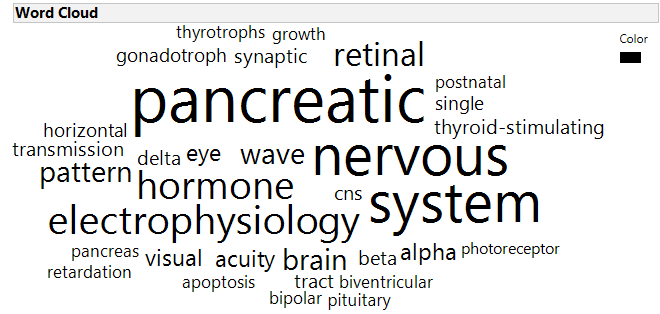 Word Cloud
Color
thyrotrophs growth
gonadotroph synaptic retinal
pancreatic postnatal
single
horizontal thyroid-stimulating
transmission delta eye wave nervous
pattern hormone cns system
electrophysiology
pancreas visual acuity brain beta alpha photoreceptor
retardation apoptosis tract biventricular
bipolar pituitary